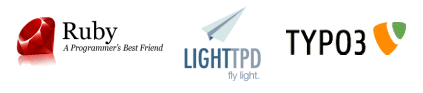 Ruby
A Programmer's Best Friend
LIGHTTPD
fly light.
TYPO3